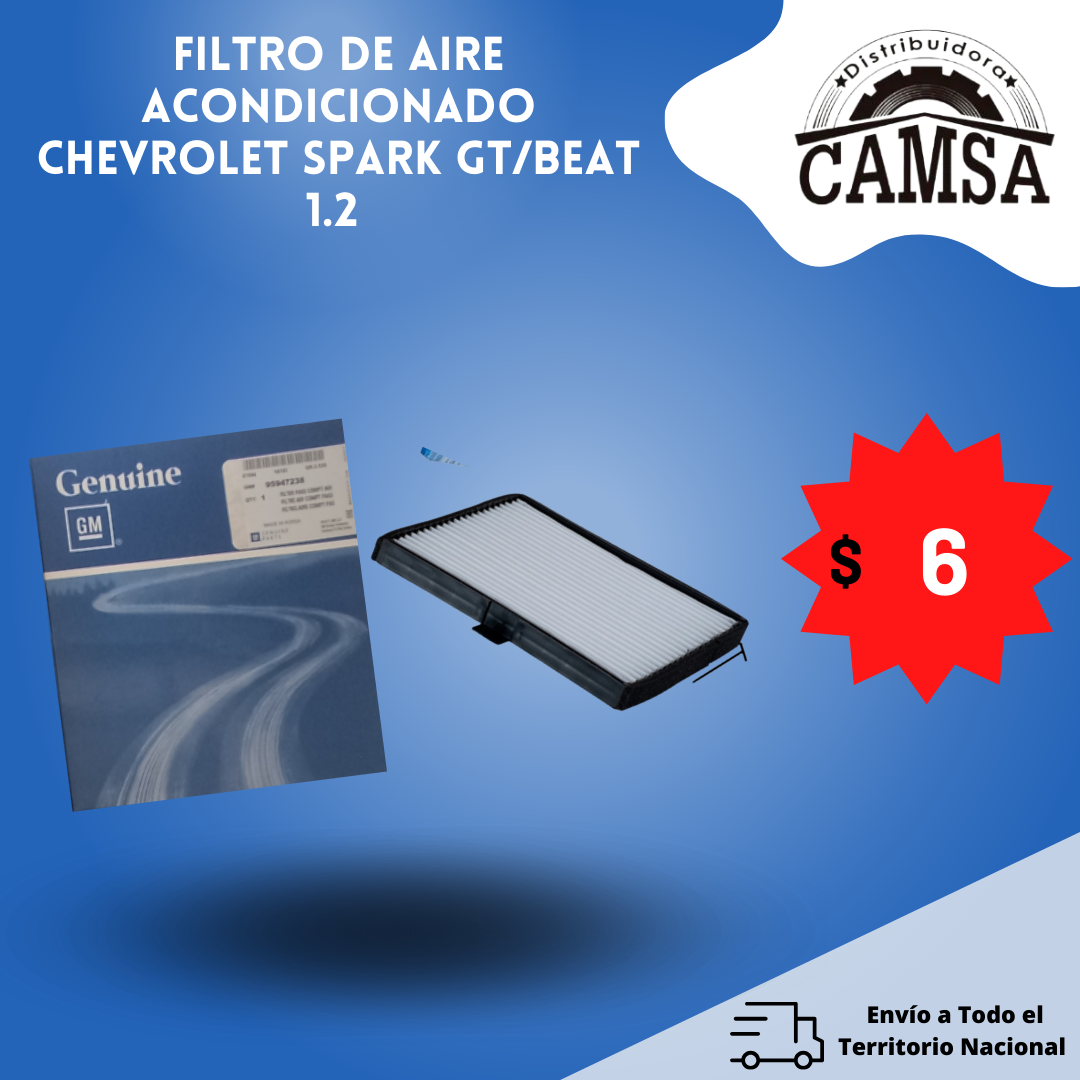 FILTRO DE AIRE
ACONDICIONADO
CHEVROLET SPARK GT/BEAT
1.2
Distribuidora
CAMSA
Genuine
GM
$ 6
Envío a Todo el
Territorio Nacional